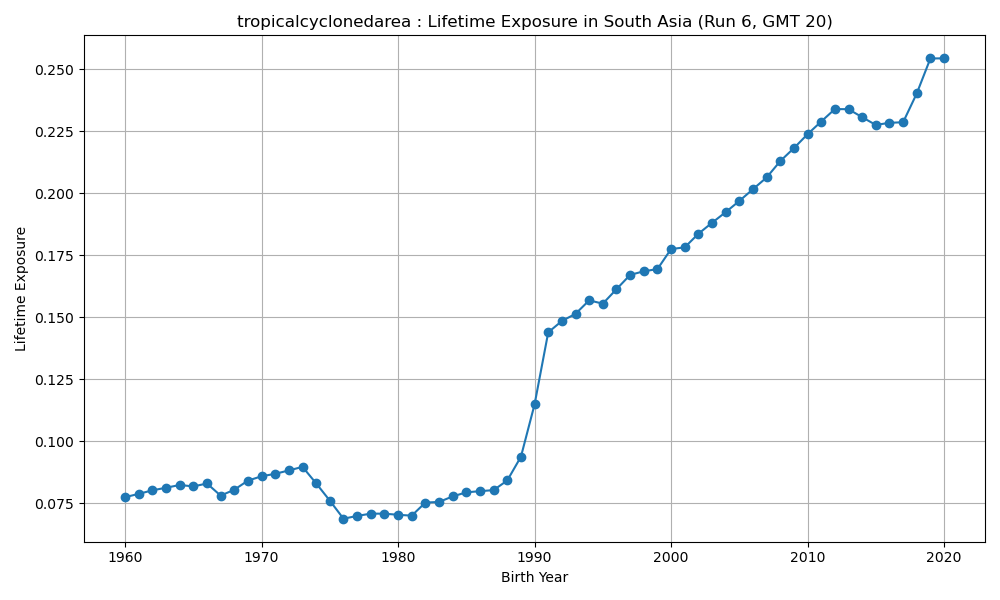 tropicalcyclonedarea : Lifetime Exposure in South Asia (Run 6, GMT 20)
Lifetime Exposure
0.250
0.225
0.200
0.175
0.150
0.125
0.100
0.075
1960 1970 1980 1990 2000 2010 2020
Birth Year